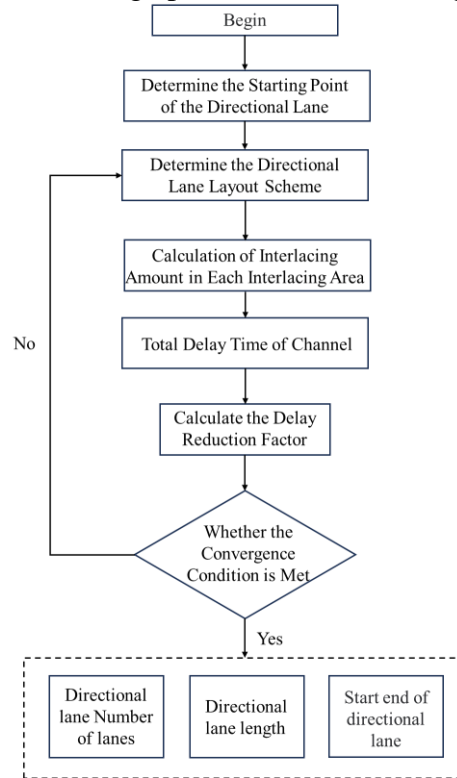 Begin
Determine the Starting Point
of the Directional Lane
Determine the Directional
Lane Layout Scheme
Calculation of Interlacing
Amount in Each Interlacing Area
No
Total Delay Time of Channel
Calculate the Delay
Reduction Factor
Whether the
Convergence
Condition is Met
Yes
Directional
lane Number
of lanes
Directional
lane length
Start end of
directional
lane